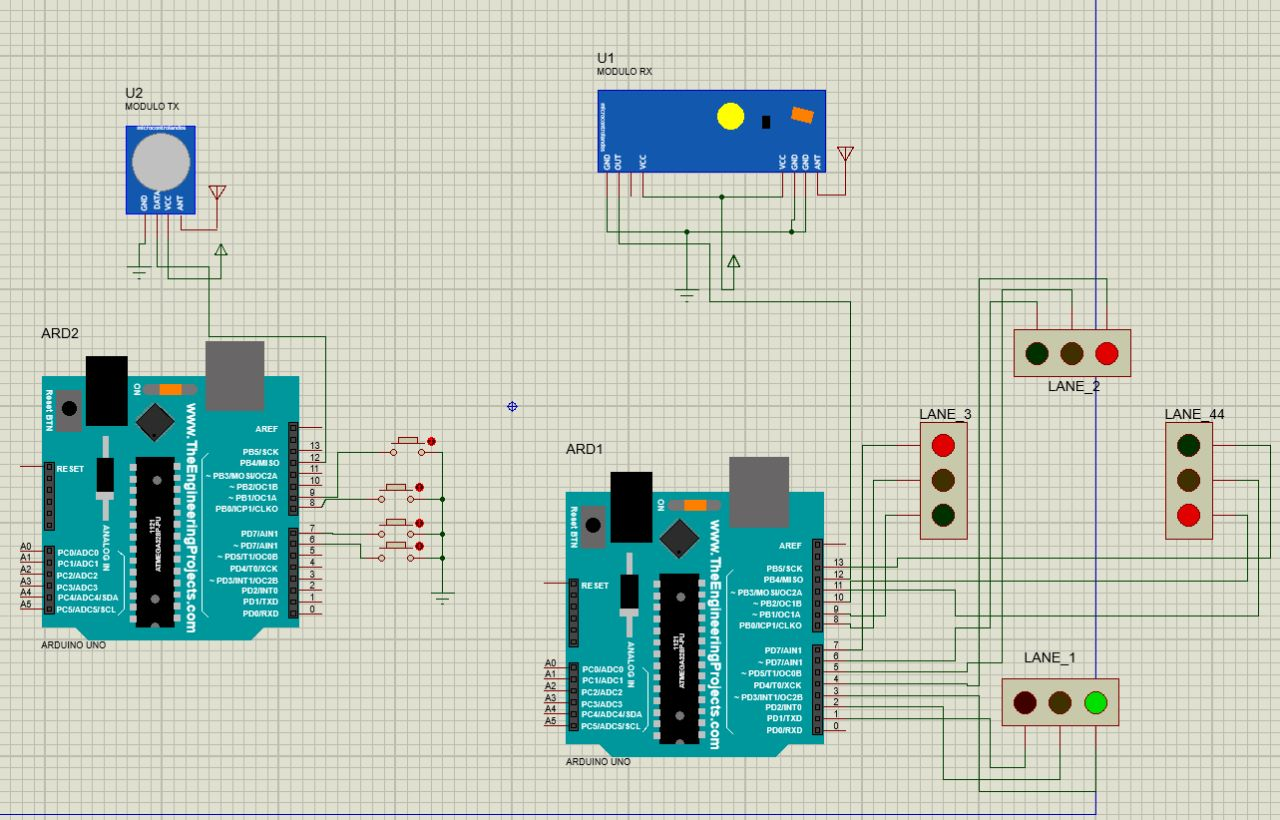 U1
MODULO RX
microcontrolandos
GND
OUT
VCC
VCC
GND
GND
ANT
U2
MODULO TX
microcontrolandos
GND
DATA
VCC
ANT
ARD2
Reset BTN
ON
www.TheEngineeringProjects.com
RESET
ANALOG IN
1121
ATMEGA328P-PU
A0
A1
A2
A3
A4
A5
PC0/ADC0
PC1/ADC1
PC2/ADC2
PC3/ADC3
PC4/ADC4/SDA
PC5/ADC5/SCL
AREF
PB5/SCK 13
PB4/MISO 12
~ PB3/MOSI/OC2A 11
~ PB2/OC1B 10
~ PB1/OC1A 9
PB0/ICP1/CLKO 8
PD7/AIN1 7
~ PD7/AIN1 6
~ PD5/T1/OC0B 5
PD4/T0/XCK 4
~ PD3/INT1/OC2B 3
PD2/INT0 2
PD1/TXD 1
PD0/RXD 0
ARDUINO UNO
ARD1
Reset BTN
ON
www.TheEngineeringProjects.com
RESET
ANALOG IN
1121
ATMEGA328P-PU
A0
A1
A2
A3
A4
A5
PC0/ADC0
PC1/ADC1
PC2/ADC2
PC3/ADC3
PC4/ADC4/SDA
PC5/ADC5/SCL
AREF
PB5/SCK 13
PB4/MISO 12
~ PB3/MOSI/OC2A 11
~ PB2/OC1B 10
~ PB1/OC1A 9
PB0/ICP1/CLKO 8
PD7/AIN1 7
~ PD7/AIN1 6
~ PD5/T1/OC0B 5
PD4/T0/XCK 4
~ PD3/INT1/OC2B 3
PD2/INT0 2
PD1/TXD 1
PD0/RXD 0
ARDUINO UNO
LANE_2
LANE_3
LANE_44
LANE_1